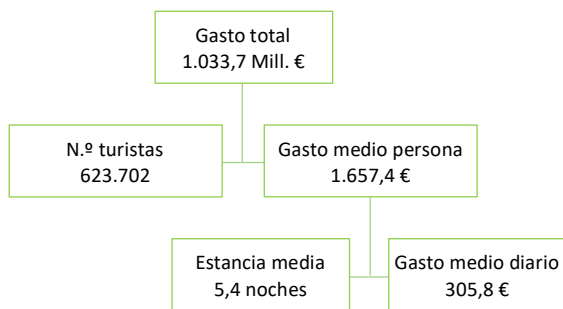 Gasto total
1.033,7 Mill. €
N.º turistas
623.702
Gasto medio persona
1.657,4 €
Estancia media
5,4 noches
Gasto medio diario
305,8 €